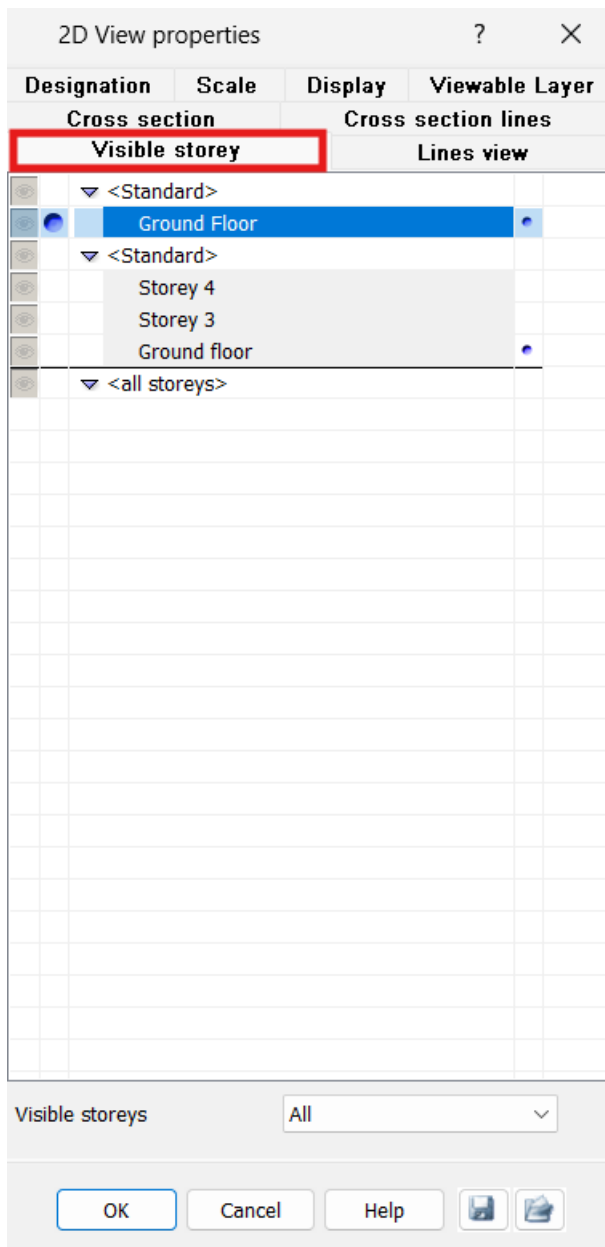 2D View properties ?
Designation Scale Display Viewable Layer
Cross section Cross section lines
Visible storey Lines view
<Standard>
Ground Floor
<Standard>
Storey 4
Storey 3
Ground floor
<all storeys>
Visible storeys All
OK Cancel Help